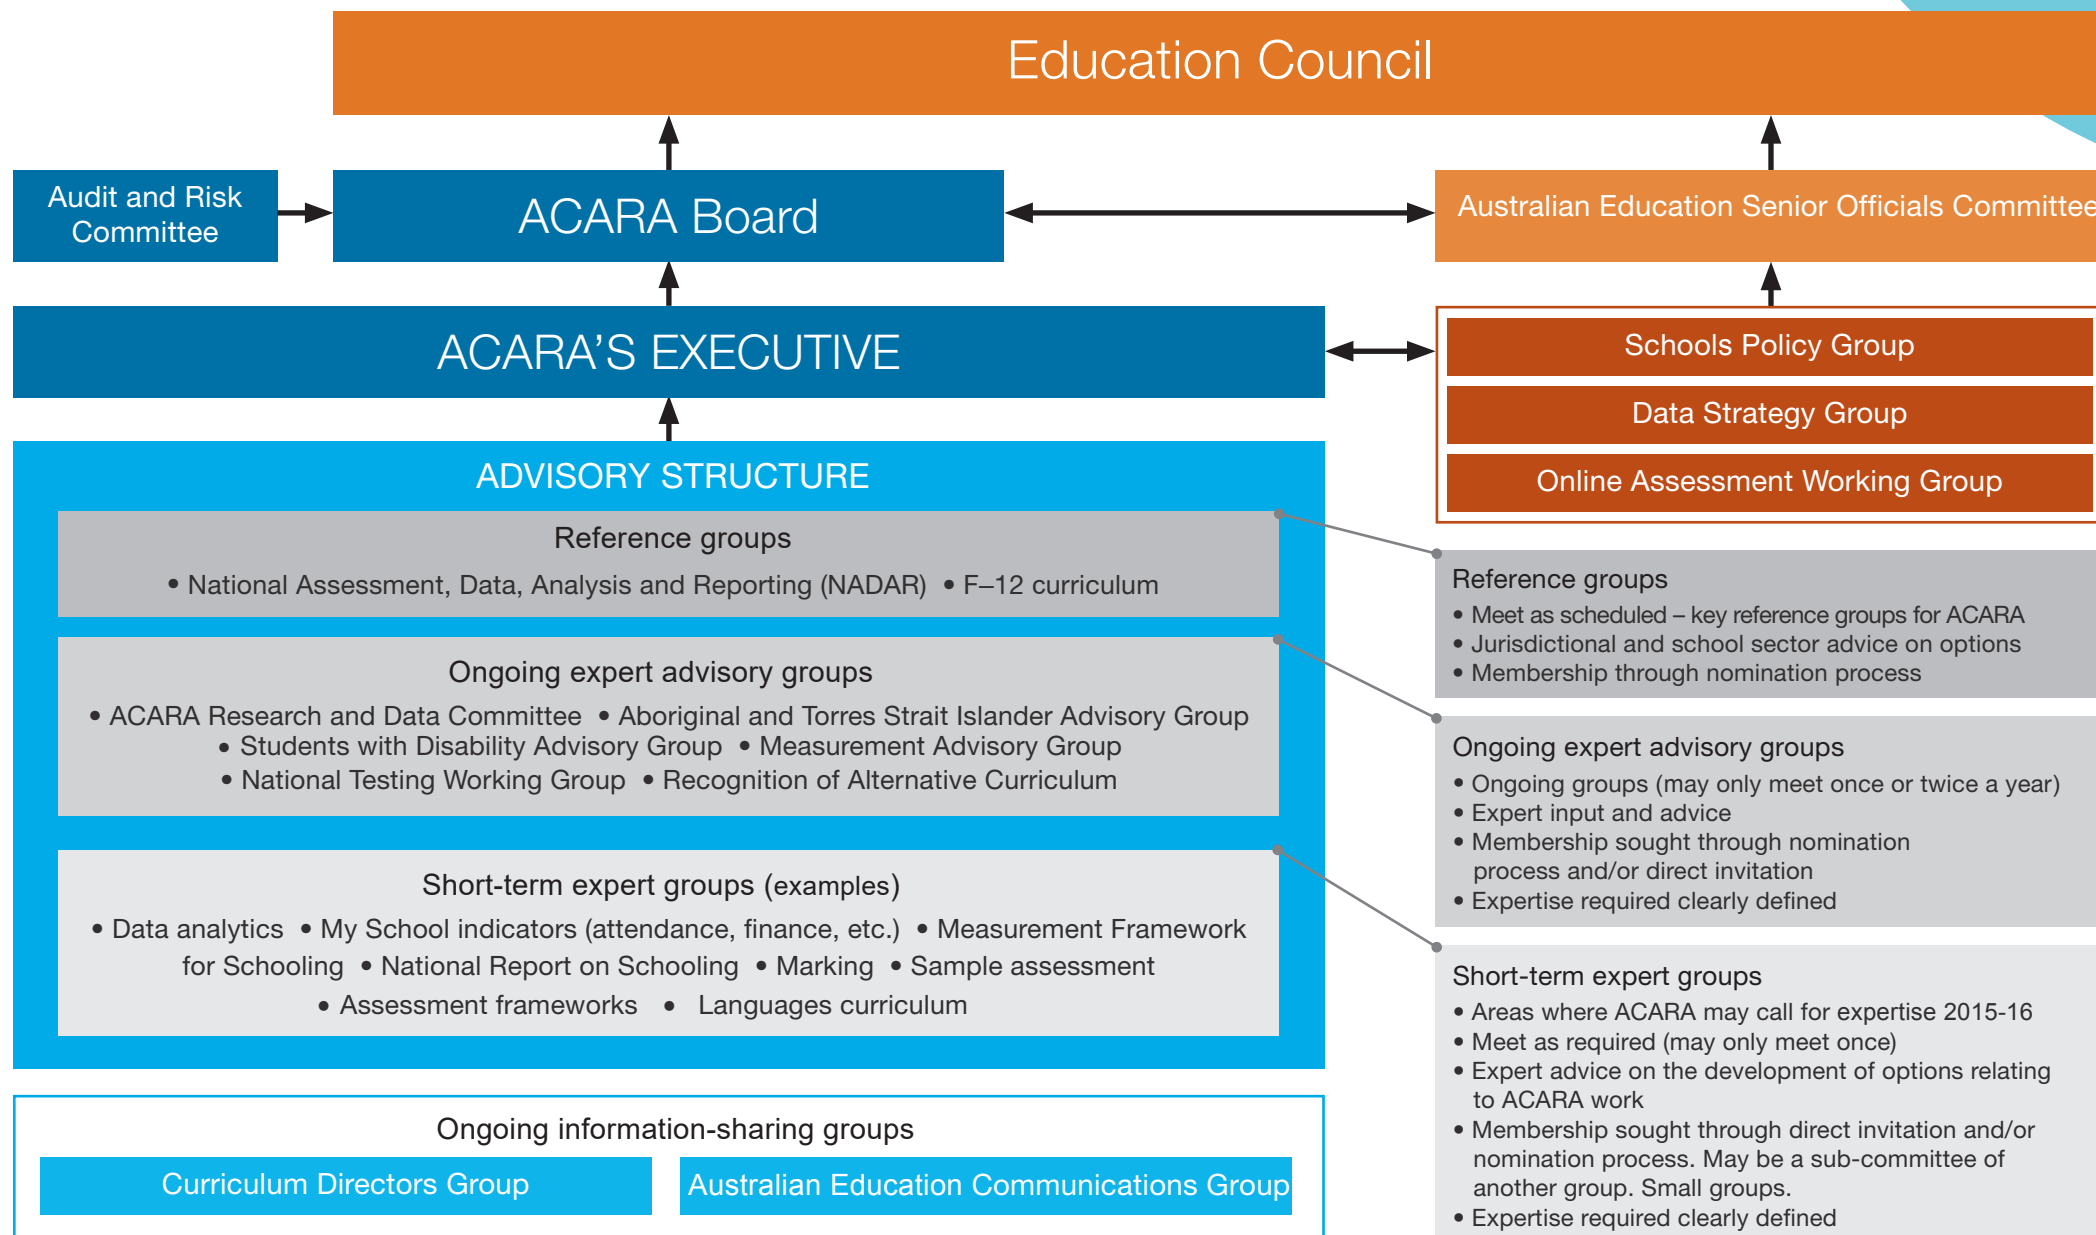 Education Council
Audit and Risk
Committee
ACARA Board
Australian Education Senior Officials Committee
ACARA’S EXECUTIVE
Schools Policy Group
Data Strategy Group
Online Assessment Working Group
ADVISORY STRUCTURE
Reference groups
• National Assessment, Data, Analysis and Reporting (NADAR) • F–12 curriculum
Ongoing expert advisory groups
• ACARA Research and Data Committee • Aboriginal and Torres Strait Islander Advisory Group
• Students with Disability Advisory Group • Measurement Advisory Group
• National Testing Working Group • Recognition of Alternative Curriculum
Short-term expert groups (examples)
• Data analytics • My School indicators (attendance, finance, etc.) • Measurement Framework
for Schooling • National Report on Schooling • Marking • Sample assessment
• Assessment frameworks • Languages curriculum
Reference groups
• Meet as scheduled – key reference groups for ACARA
• Jurisdictional and school sector advice on options
• Membership through nomination process
Ongoing expert advisory groups
• Ongoing groups (may only meet once or twice a year)
• Expert input and advice
• Membership sought through nomination
process and/or direct invitation
• Expertise required clearly defined
Short-term expert groups
• Areas where ACARA may call for expertise 2015-16
• Meet as required (may only meet once)
• Expert advice on the development of options relating
to ACARA work
• Membership sought through direct invitation and/or
nomination process. May be a sub-committee of
another group. Small groups.
• Expertise required clearly defined
Ongoing information-sharing groups
Curriculum Directors Group
Australian Education Communications Group